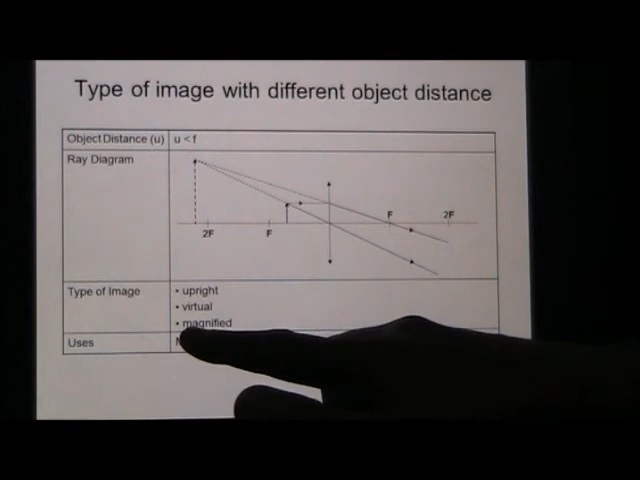 Type of image with different object distance
Object Distance (u) u < f
Ray Diagram
F 2F
2F F
Type of Image
• upright
• virtual
• magnified
Uses